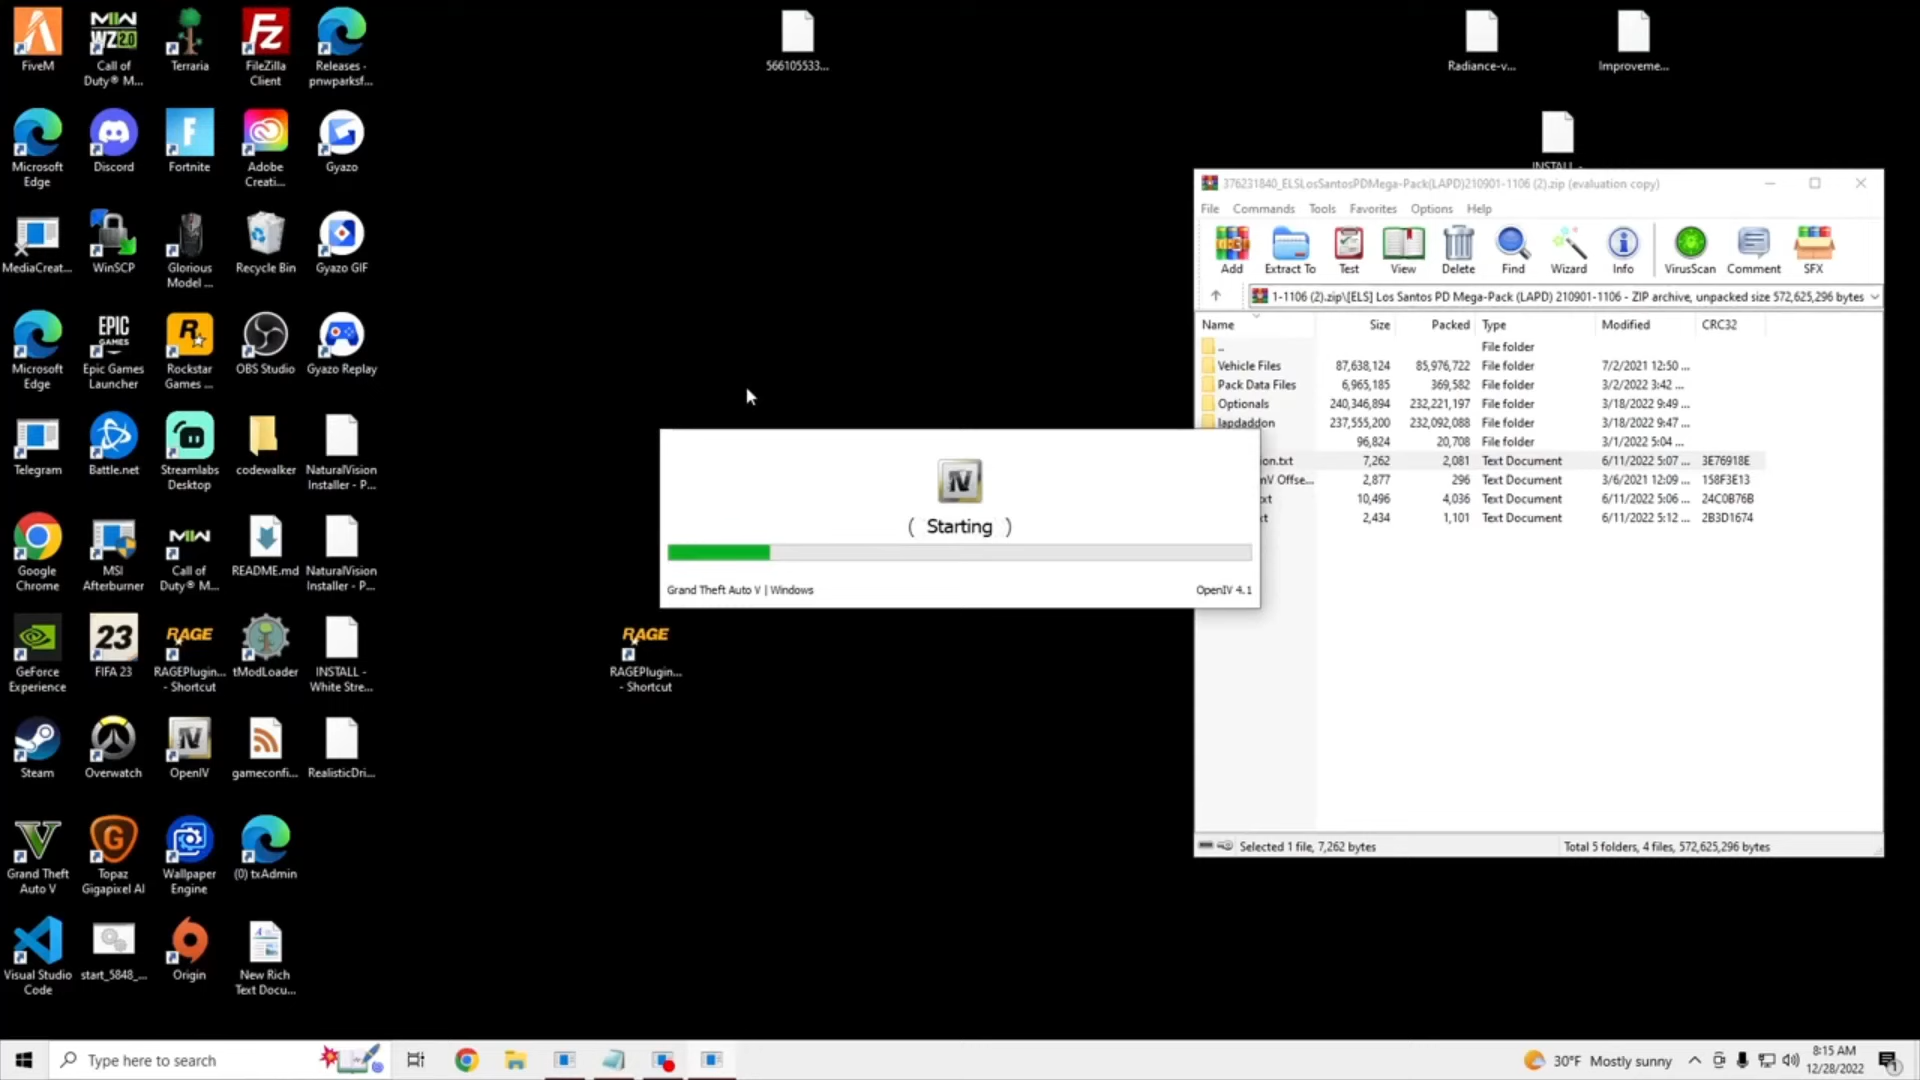 FiveM
Call of
Duty® M...
Terraria
FileZilla
Client
Releases -
pnwparksf...
566105533...
Radiance-v...
Improveme...
Microsoft
Edge
Discord
Fortnite
Adobe
Creati...
Gyazo
MediaCreat...
WinSCP
Glorious
Model ...
Recycle Bin
Gyazo GIF
Microsoft
Edge
EPIC
GAMES
Epic Games
Launcher
Rockstar
Games ...
OBS Studio
Gyazo Replay
Telegram
Battle.net
Streamlabs
Desktop
codewalker
NaturalVision
Installer - P...
Google
Chrome
MSI
Afterburner
MW
Call of
Duty® M...
README.md
NaturalVision
Installer - P...
GeForce
Experience
23
FIFA 23
RAGE
RAGEPlugin...
- Shortcut
tModLoader
INSTALL -
White Stre...
RAGE
RAGEPlugin...
- Shortcut
Steam
Overwatch
IV
OpenIV
gameconfi...
RealisticDri...
Grand Theft
Auto V
Topaz
Gigapixel AI
Wallpaper
Engine
(0) txAdmin
Visual Studio
Code
start_5848_...
Origin
New Rich
Text Docu...
INSTALL -
376231840_ELSLosSantosPDMega-Pack(LAPD)210901-1106 (2).zip (evaluation copy)
File Commands Tools Favorites Options Help
Add Extract To Test View Delete Find Wizard Info VirusScan Comment SFX
1-1106 (2).zip\[ELS] Los Santos PD Mega-Pack (LAPD) 210901-1106 - ZIP archive, unpacked size 572,625,296 bytes
Name Size Packed Type Modified CRC32
.. File folder
Vehicle Files 87,638,124 85,976,722 File folder 7/2/2021 12:50 ...
Pack Data Files 6,965,185 369,582 File folder 3/2/2022 3:42 ...
Optionals 240,346,894 232,221,197 File folder 3/18/2022 9:49 ...
lapdaddon 237,555,200 232,092,088 File folder 3/18/2022 9:47 ...
96,824 20,708 File folder 3/1/2022 5:04 ...
ion.txt 7,262 2,081 Text Document 6/11/2022 5:07 ... 3E76918E
nV Offse... 2,877 296 Text Document 3/6/2021 12:09 ... 158F3E13
xt 10,496 4,036 Text Document 6/11/2022 5:06 ... 24C0B76B
xt 2,434 1,101 Text Document 6/11/2022 5:12 ... 2B3D1674
Selected 1 file, 7,262 bytes
Total 5 folders, 4 files, 572,625,296 bytes
IV
( Starting )
Grand Theft Auto V | Windows
OpenIV 4.1
Type here to search
30°F Mostly sunny
8:15 AM
12/28/2022
1